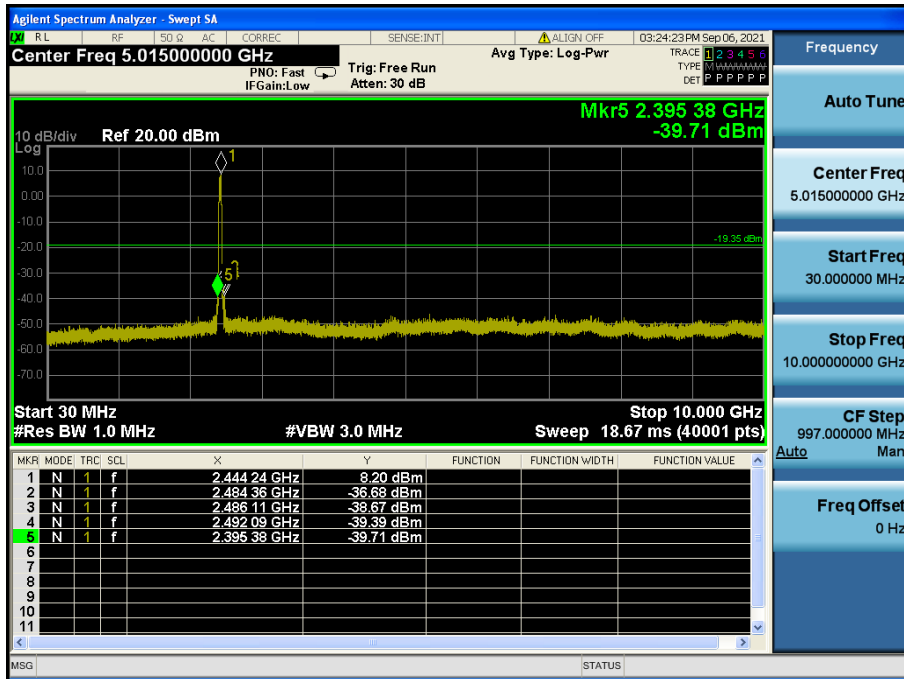 Agilent Spectrum Analyzer - Swept SA
LXI RL RF 50 Ω AC CORREC SENSE:INT ALIGN OFF 03:24:23 PM Sep 06, 2021
Center Freq 5.015000000 GHz
PNO: Fast
IFGain:Low
Trig: Free Run
Atten: 30 dB
Avg Type: Log-Pwr
TRACE 1 2 3 4 5 6
TYPE M
DET P P P P P P
Mkr5 2.395 38 GHz
-39.71 dBm
10 dB/div Ref 20.00 dBm
Log
10.0
0.00
-10.0
-20.0
-30.0
-40.0
-50.0
-60.0
-70.0
1
5
-19.35 dBm
Start 30 MHz Stop 10.000 GHz
#Res BW 1.0 MHz #VBW 3.0 MHz Sweep 18.67 ms (40001 pts)
MKR MODE TRC SCL X Y FUNCTION FUNCTION WIDTH FUNCTION VALUE
1 N 1 f 2.444 24 GHz 8.20 dBm
2 N 1 f 2.484 36 GHz -36.68 dBm
3 N 1 f 2.486 11 GHz -38.67 dBm
4 N 1 f 2.492 09 GHz -39.39 dBm
5 N 1 f 2.395 38 GHz -39.71 dBm
6
7
8
9
10
11
MSG STATUS
Frequency
Auto Tune
Center Freq
5.015000000 GHz
Start Freq
30.000000 MHz
Stop Freq
10.000000000 GHz
CF Step
997.000000 MHz
Auto Man
Freq Offset
0 Hz